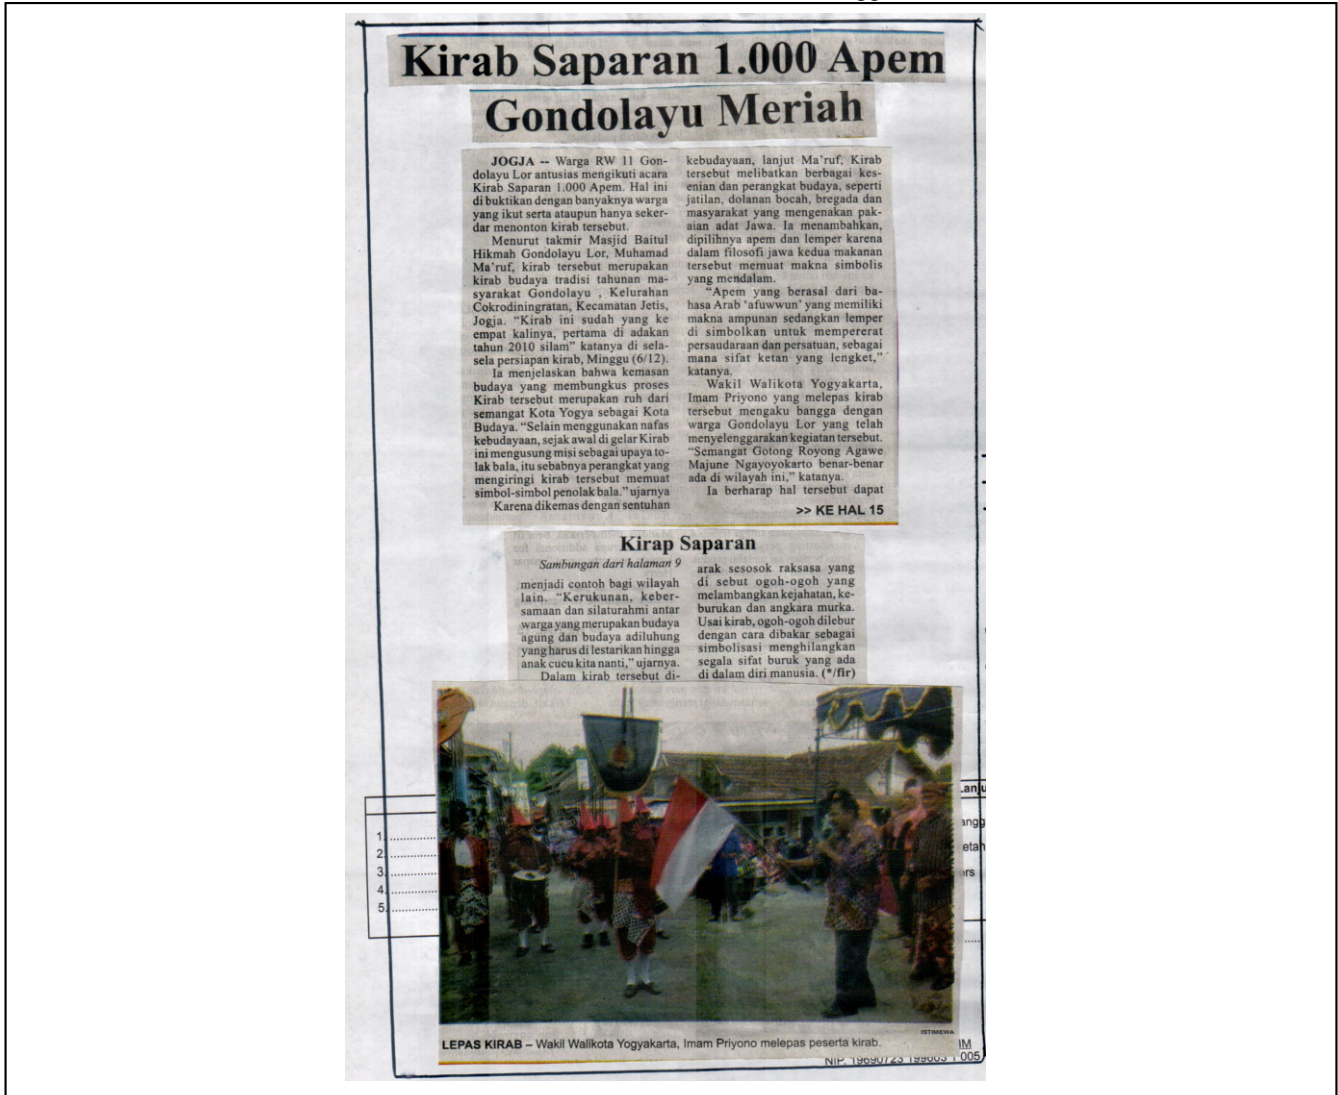 Kirab Saparan 1.000 Apem
Gondolayu Meriah
JOGJA -- Warga RW 11 Gon-
dolayu Lor antusias mengikuti acara
Kirab Saparan 1.000 Apem. Hal ini
di buktikan dengan banyaknya warga
yang ikut serta ataupun hanya seker-
dar menonton kirab tersebut.
Menurut takmir Masjid Baitul
Hikmah Gondolayu Lor, Muhamad
Ma'ruf, kirab tersebut merupakan
kirab budaya tradisi tahunan ma-
syarakat Gondolayu , Kelurahan
Cokrodiningratan, Kecamatan Jetis,
Jogja. "Kirab ini sudah yang ke
empat kalinya, pertama di adakan
tahun 2010 silam" katanya di sela-
sela persiapan kirab, Minggu (6/12).
Ia menjelaskan bahwa kemasan
budaya yang membungkus proses
Kirab tersebut merupakan ruh dari
semangat Kota Yogya sebagai Kota
Budaya. "Selain menggunakan nafas
kebudayaan, sejak awal di gelar Kirab
ini mengusung misi sebagai upaya to-
lak bala, itu sebabnya perangkat yang
mengiringi kirab tersebut memuat
simbol-simbol penolak bala." ujarnya
Karena dikemas dengan sentuhan
kebudayaan, lanjut Ma'ruf, Kirab
tersebut melibatkan berbagai kes-
enian dan perangkat budaya, seperti
jatilan, dolanan bocah, bregada dan
masyarakat yang mengenakan pak-
aian adat Jawa. Ia menambahkan,
dipilihnya apem dan lemper karena
dalam filosofi jawa kedua makanan
tersebut memuat makna simbolis
yang mendalam.
"Apem yang berasal dari ba-
hasa Arab 'afuwwun' yang memiliki
makna ampunan sedangkan lemper
di simbolkan untuk mempererat
persaudaraan dan persatuan, sebagai
mana sifat ketan yang lengket,"
katanya.
Wakil Walikota Yogyakarta,
Imam Priyono yang melepas kirab
tersebut mengaku bangga dengan
warga Gondolayu Lor yang telah
menyelenggarakan kegiatan tersebut.
"Semangat Gotong Royong Agawe
Majune Ngayoyokarto benar-benar
ada di wilayah ini," katanya.
Ia berharap hal tersebut dapat
>> KE HAL 15
Kirap Saparan
Sambungan dari halaman 9
menjadi contoh bagi wilayah
lain. "Kerukunan, keber-
samaan dan silaturahmi antar
warga yang merupakan budaya
agung dan budaya adiluhung
yang harus di lestarikan hingga
anak cucu kita nanti," ujarnya.
Dalam kirab tersebut di-
arak sesosok raksasa yang
di sebut ogoh-ogoh yang
melambangkan kejahatan, ke-
burukan dan angkara murka.
Usai kirab, ogoh-ogoh dilebur
dengan cara dibakar sebagai
simbolisasi menghilangkan
segala sifat buruk yang ada
di dalam diri manusia. (*/fir)
1. ..........
2. ..........
3. ..........
4. ..........
5. ..........
ISTIMEWA
LEPAS KIRAB – Wakil Walikota Yogyakarta, Imam Priyono melepas peserta kirab.
IM
NIP. 19690723 199603 1 005